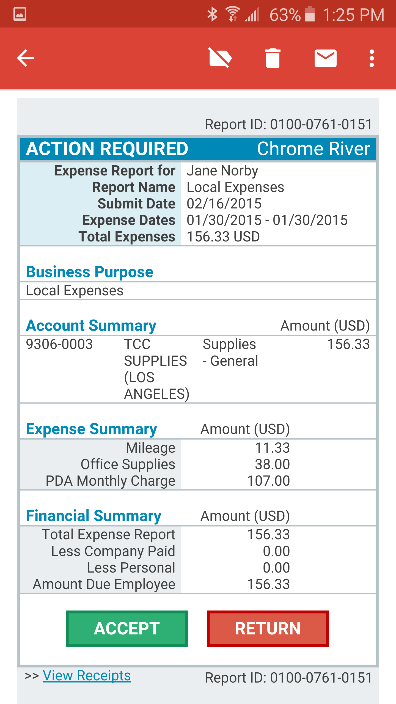 63% 1:25 PM
Report ID: 0100-0761-0151
ACTION REQUIRED Chrome River
Expense Report for Jane Norby
Report Name Local Expenses
Submit Date 02/16/2015
Expense Dates 01/30/2015 - 01/30/2015
Total Expenses 156.33 USD
Business Purpose
Local Expenses
Account Summary Amount (USD)
9306-0003 TCC Supplies 156.33
SUPPLIES - General
(LOS
ANGELES)
Expense Summary Amount (USD)
Mileage 11.33
Office Supplies 38.00
PDA Monthly Charge 107.00
Financial Summary Amount (USD)
Total Expense Report 156.33
Less Company Paid 0.00
Less Personal 0.00
Amount Due Employee 156.33
ACCEPT RETURN
>> View Receipts Report ID: 0100-0761-0151